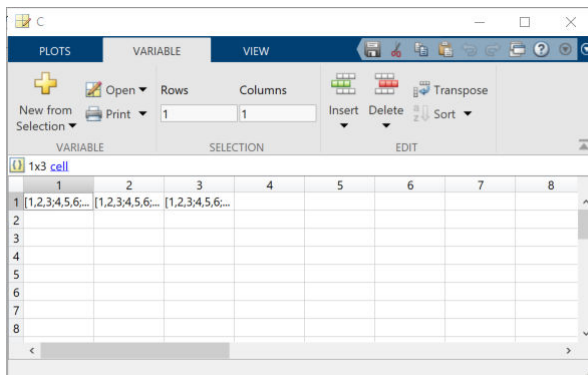 C
PLOTS VARIABLE VIEW
New from Selection Open Print Rows Columns Insert Delete Transpose Sort
1 1
VARIABLE SELECTION EDIT
1x3 cell
1 2 3 4 5 6 7 8
1 [1,2,3;4,5,6;... [1,2,3;4,5,6;... [1,2,3;4,5,6;...
2
3
4
5
6
7
8